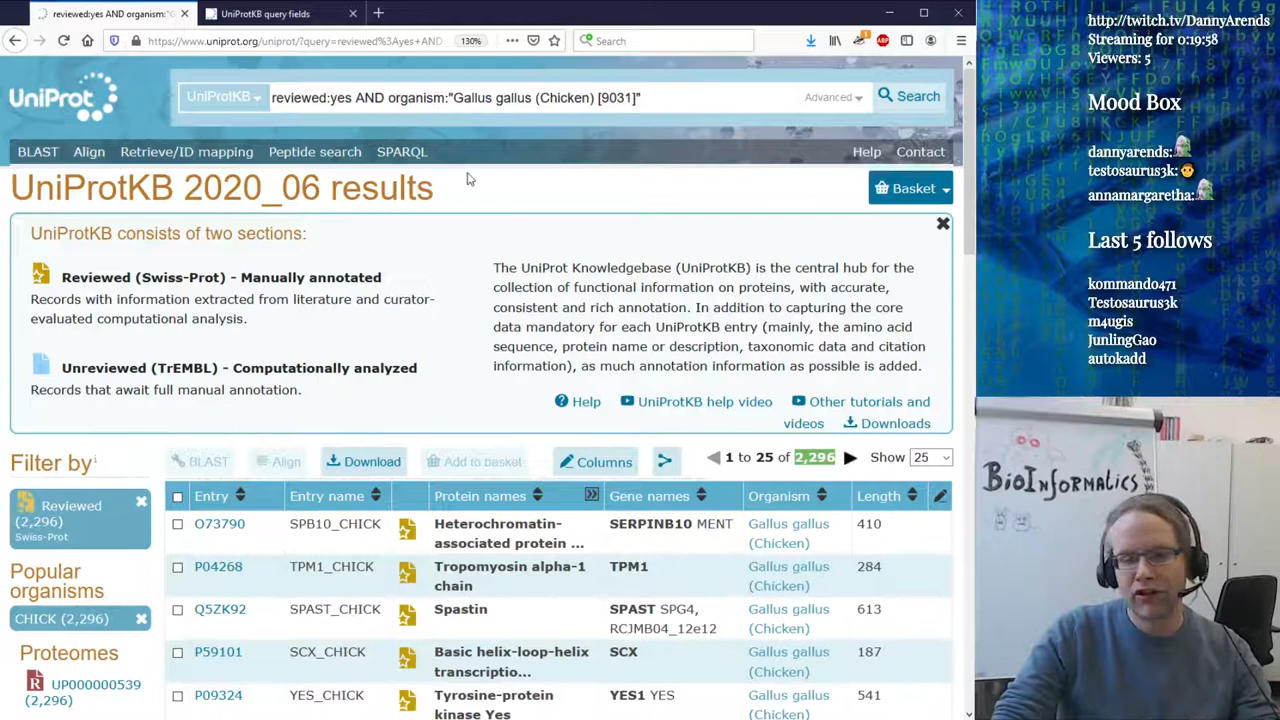 reviewed:yes AND organism:"G
UniProtKB query fields
https://www.uniprot.org/uniprot/?query=reviewed%3Ayes+AND
130%
Search
UniProt
UniProtKB
reviewed:yes AND organism:"Gallus gallus (Chicken) [9031]"
Advanced
Search
BLAST Align Retrieve/ID mapping Peptide search SPARQL
Help Contact
UniProtKB 2020_06 results
Basket
UniProtKB consists of two sections:
Reviewed (Swiss-Prot) - Manually annotated
Records with information extracted from literature and curator-
evaluated computational analysis.
Unreviewed (TrEMBL) - Computationally analyzed
Records that await full manual annotation.
The UniProt Knowledgebase (UniProtKB) is the central hub for the
collection of functional information on proteins, with accurate,
consistent and rich annotation. In addition to capturing the core
data mandatory for each UniProtKB entry (mainly, the amino acid
sequence, protein name or description, taxonomic data and citation
information), as much annotation information as possible is added.
Help UniProtKB help video Other tutorials and
videos Downloads
Filter by i
Reviewed
(2,296)
Swiss-Prot
Popular
organisms
CHICK (2,296)
Proteomes
UP000000539
(2,296)
BLAST Align Download Add to basket Columns
1 to 25 of 2,296 Show 25
Entry Entry name Protein names Gene names Organism Length
O73790 SPB10_CHICK Heterochromatin- SERPINB10 MENT Gallus gallus 410
associated protein ... (Chicken)
P04268 TPM1_CHICK Tropomyosin alpha-1 TPM1 Gallus gallus 284
chain (Chicken)
Q5ZK92 SPAST_CHICK Spastin SPAST SPG4, Gallus gallus 613
RCJMB04_12e12 (Chicken)
P59101 SCX_CHICK Basic helix-loop-helix SCX Gallus gallus 187
transcriptio... (Chicken)
P09324 YES_CHICK Tyrosine-protein YES1 YES Gallus gallus 541
kinase Yes (Chicken)
http://twitch.tv/DannyArends
Streaming for 0:19:58
Viewers: 5
Mood Box
dannyarends:
testosaurus3k:
annamargaretha:
Last 5 follows
kommando471
Testosaurus3k
m4ugis
JunlingGao
autokadd
BioInformatics